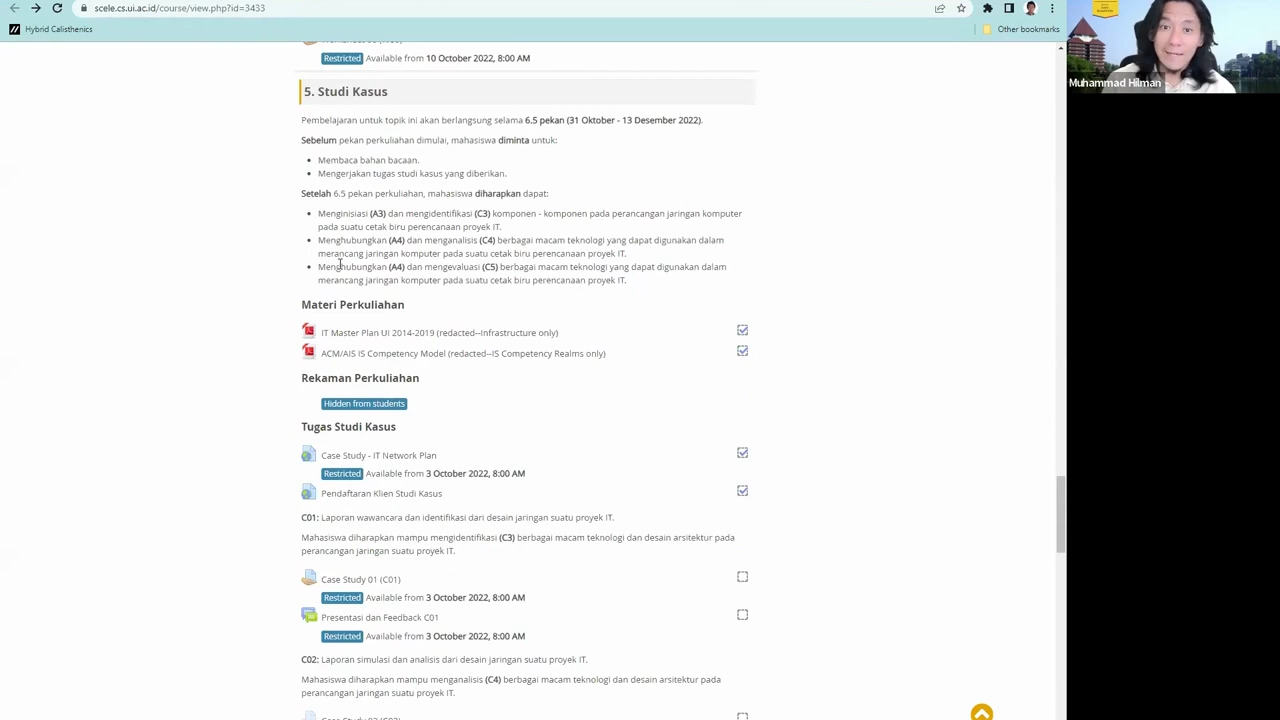 scele.cs.ui.ac.id/course/view.php?id=3433
Hybrid Calisthenics
Other bookmarks
Restricted Available from 10 October 2022, 8:00 AM
Muhammad Hilman
5. Studi Kasus
Pembelajaran untuk topik ini akan berlangsung selama 6.5 pekan (31 Oktober - 13 Desember 2022).
Sebelum pekan perkuliahan dimulai, mahasiswa diminta untuk:
Membaca bahan bacaan.
Mengerjakan tugas studi kasus yang diberikan.
Setelah 6.5 pekan perkuliahan, mahasiswa diharapkan dapat:
Menginisiasi (A3) dan mengidentifikasi (C3) komponen - komponen pada perancangan jaringan komputer
pada suatu cetak biru perencanaan proyek IT.
Menghubungkan (A4) dan menganalisis (C4) berbagai macam teknologi yang dapat digunakan dalam
merancang jaringan komputer pada suatu cetak biru perencanaan proyek IT.
Menghubungkan (A4) dan mengevaluasi (C5) berbagai macam teknologi yang dapat digunakan dalam
merancang jaringan komputer pada suatu cetak biru perencanaan proyek IT.
Materi Perkuliahan
IT Master Plan UI 2014-2019 (redacted--Infrastructure only)
ACM/AIS IS Competency Model (redacted--IS Competency Realms only)
Rekaman Perkuliahan
Hidden from students
Tugas Studi Kasus
Case Study - IT Network Plan
Restricted Available from 3 October 2022, 8:00 AM
Pendaftaran Klien Studi Kasus
C01: Laporan wawancara dan identifikasi dari desain jaringan suatu proyek IT.
Mahasiswa diharapkan mampu mengidentifikasi (C3) berbagai macam teknologi dan desain arsitektur pada
perancangan jaringan suatu proyek IT.
Case Study 01 (C01)
Restricted Available from 3 October 2022, 8:00 AM
Presentasi dan Feedback C01
Restricted Available from 3 October 2022, 8:00 AM
C02: Laporan simulasi dan analisis dari desain jaringan suatu proyek IT.
Mahasiswa diharapkan mampu menganalisis (C4) berbagai macam teknologi dan desain arsitektur pada
perancangan jaringan suatu proyek IT.
Case Study 02 (C02)